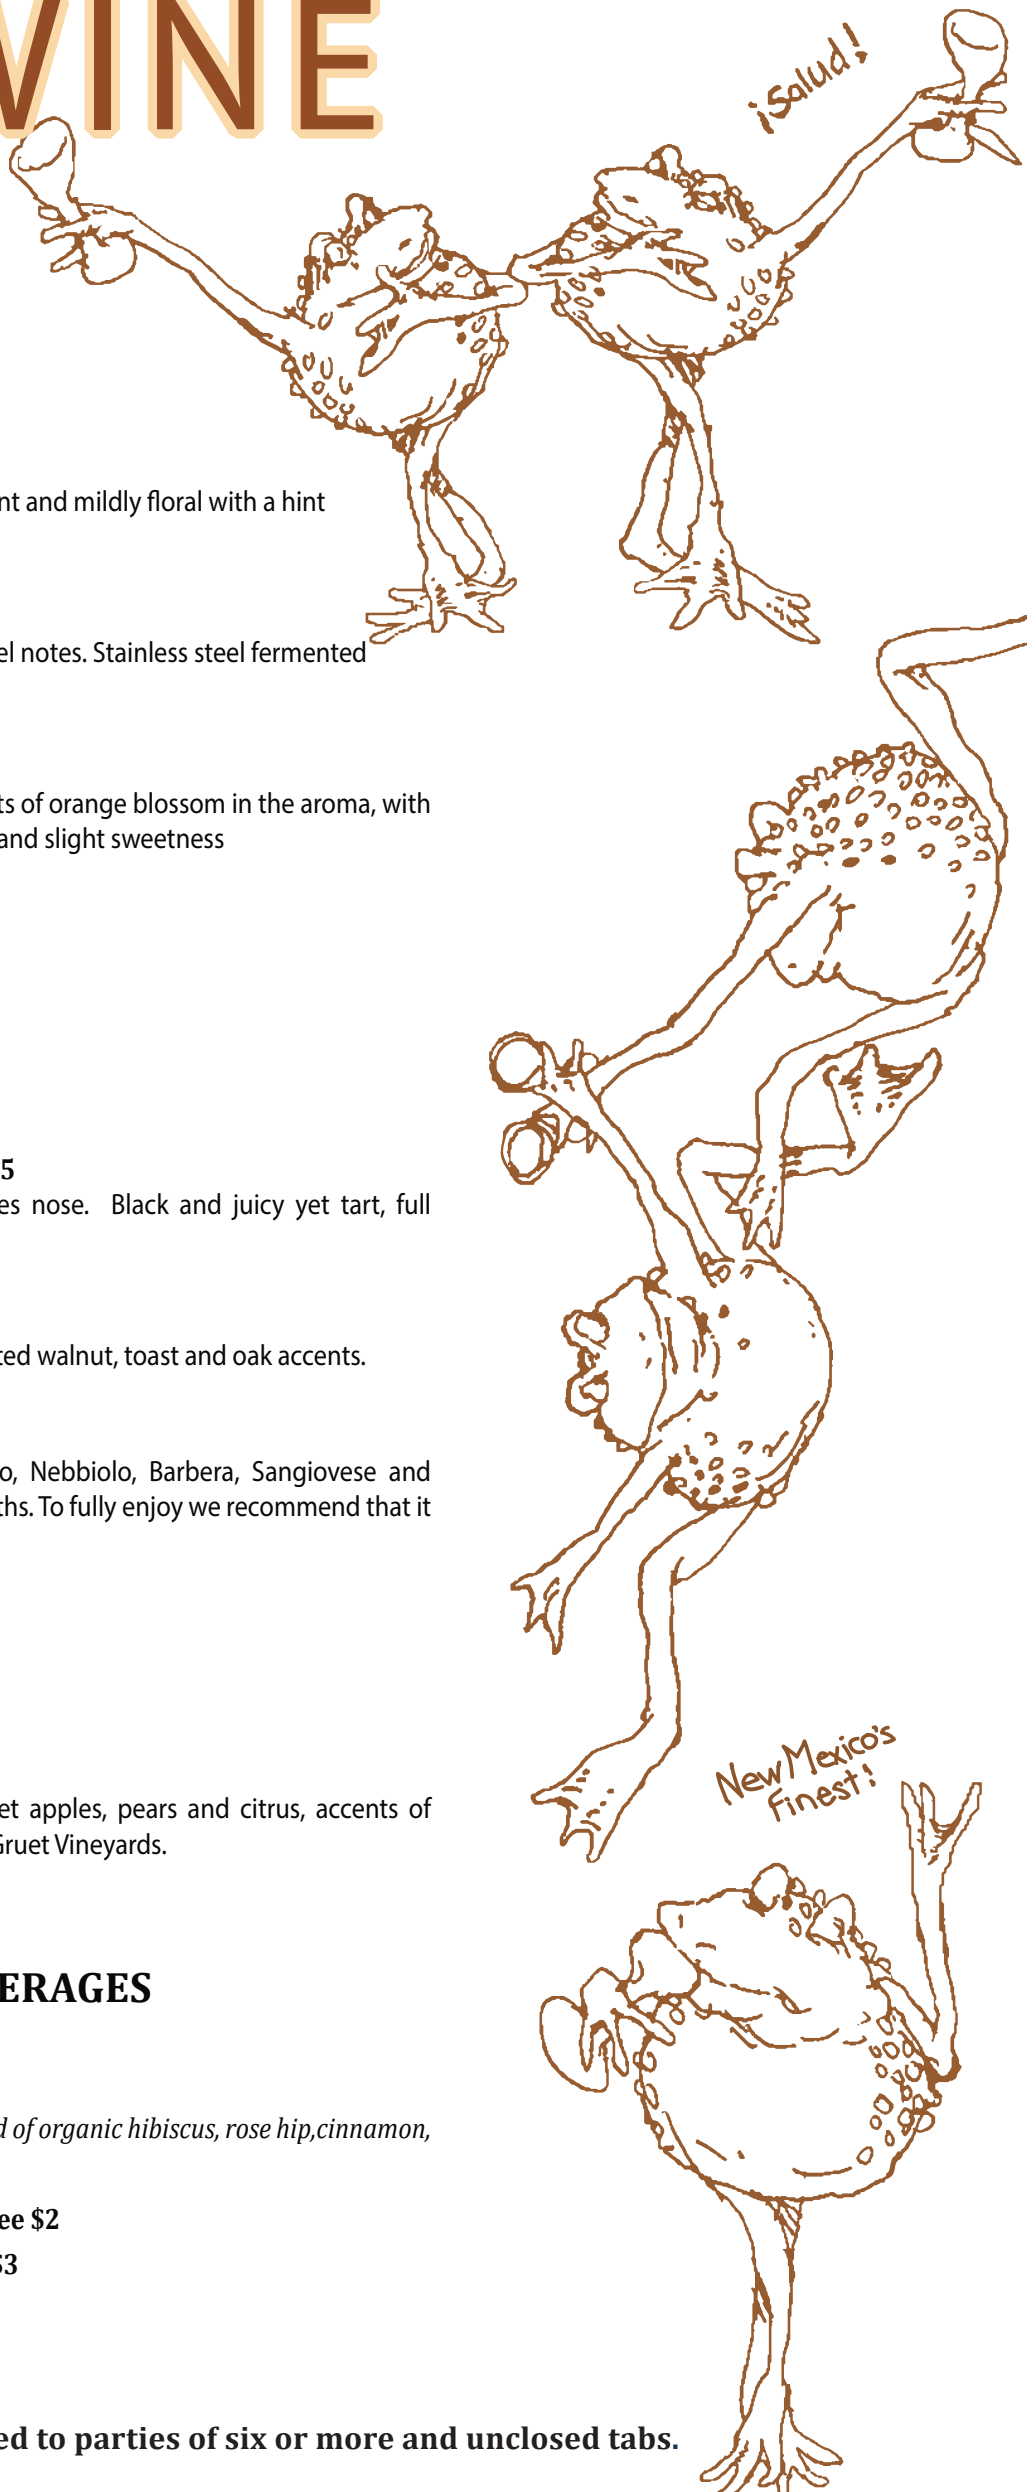 WINE
¡Salud!
nt and mildly floral with a hint
el notes. Stainless steel fermented
ts of orange blossom in the aroma, with
and slight sweetness
5
es nose. Black and juicy yet tart, full
ted walnut, toast and oak accents.
o, Nebbiolo, Barbera, Sangiovese and
ths. To fully enjoy we recommend that it
New Mexico's
Finest!
et apples, pears and citrus, accents of
Gruet Vineyards.
ERAGES
d of organic hibiscus, rose hip,cinnamon,
ee $2
$3
ed to parties of six or more and unclosed tabs.